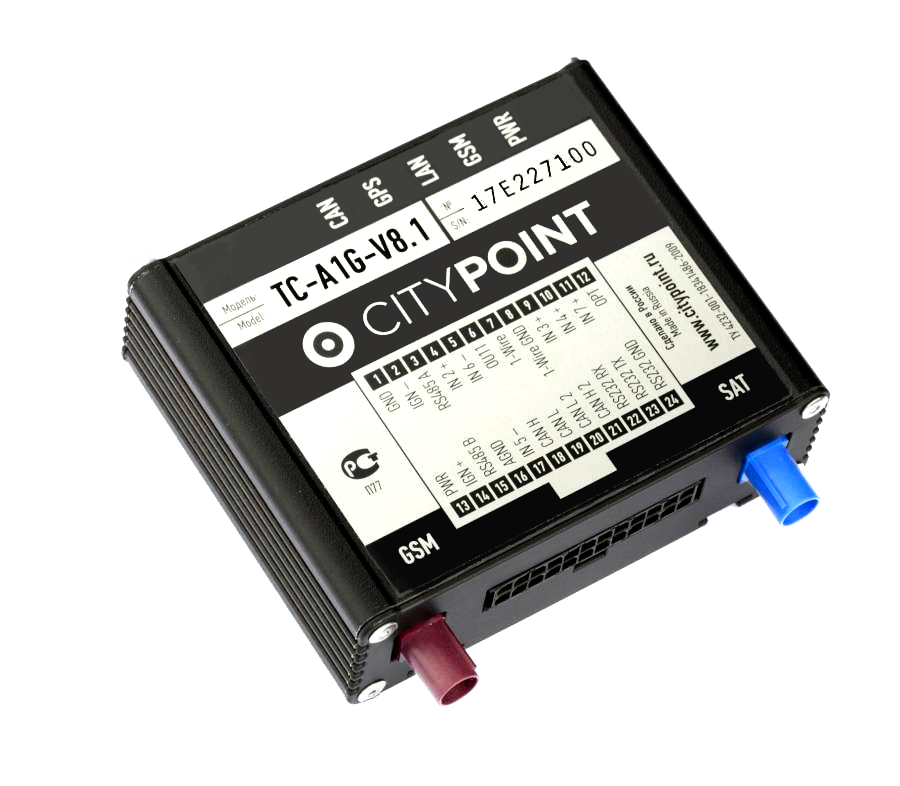 CAN GPS LAN GSM PWR
Модель:
Model:
TC-A1G-V8.1
№
S/N:
17E227100
CITYPOINT
1 2 3 4 5 6 7 8 9 10 11 12
GND
IGN –
RS485 A
IN 2 +
IN 6 –
OUT1
1-Wire
1-Wire GND
IN 3 +
IN 4 +
IN 7 +
OPT
PWR
IGN +
RS485 B
AGND
IN 5 –
CAN H
CAN L
CAN L 2
CAN H 2
RS232 RX
RS232 TX
RS232 GND
13 14 15 16 17 18 19 20 21 22 23 24
РСТ
П77
Сделано в России
Made in Russia
www.citypoint.ru
ТУ 4232-001-18341486-2009
GSM
SAT